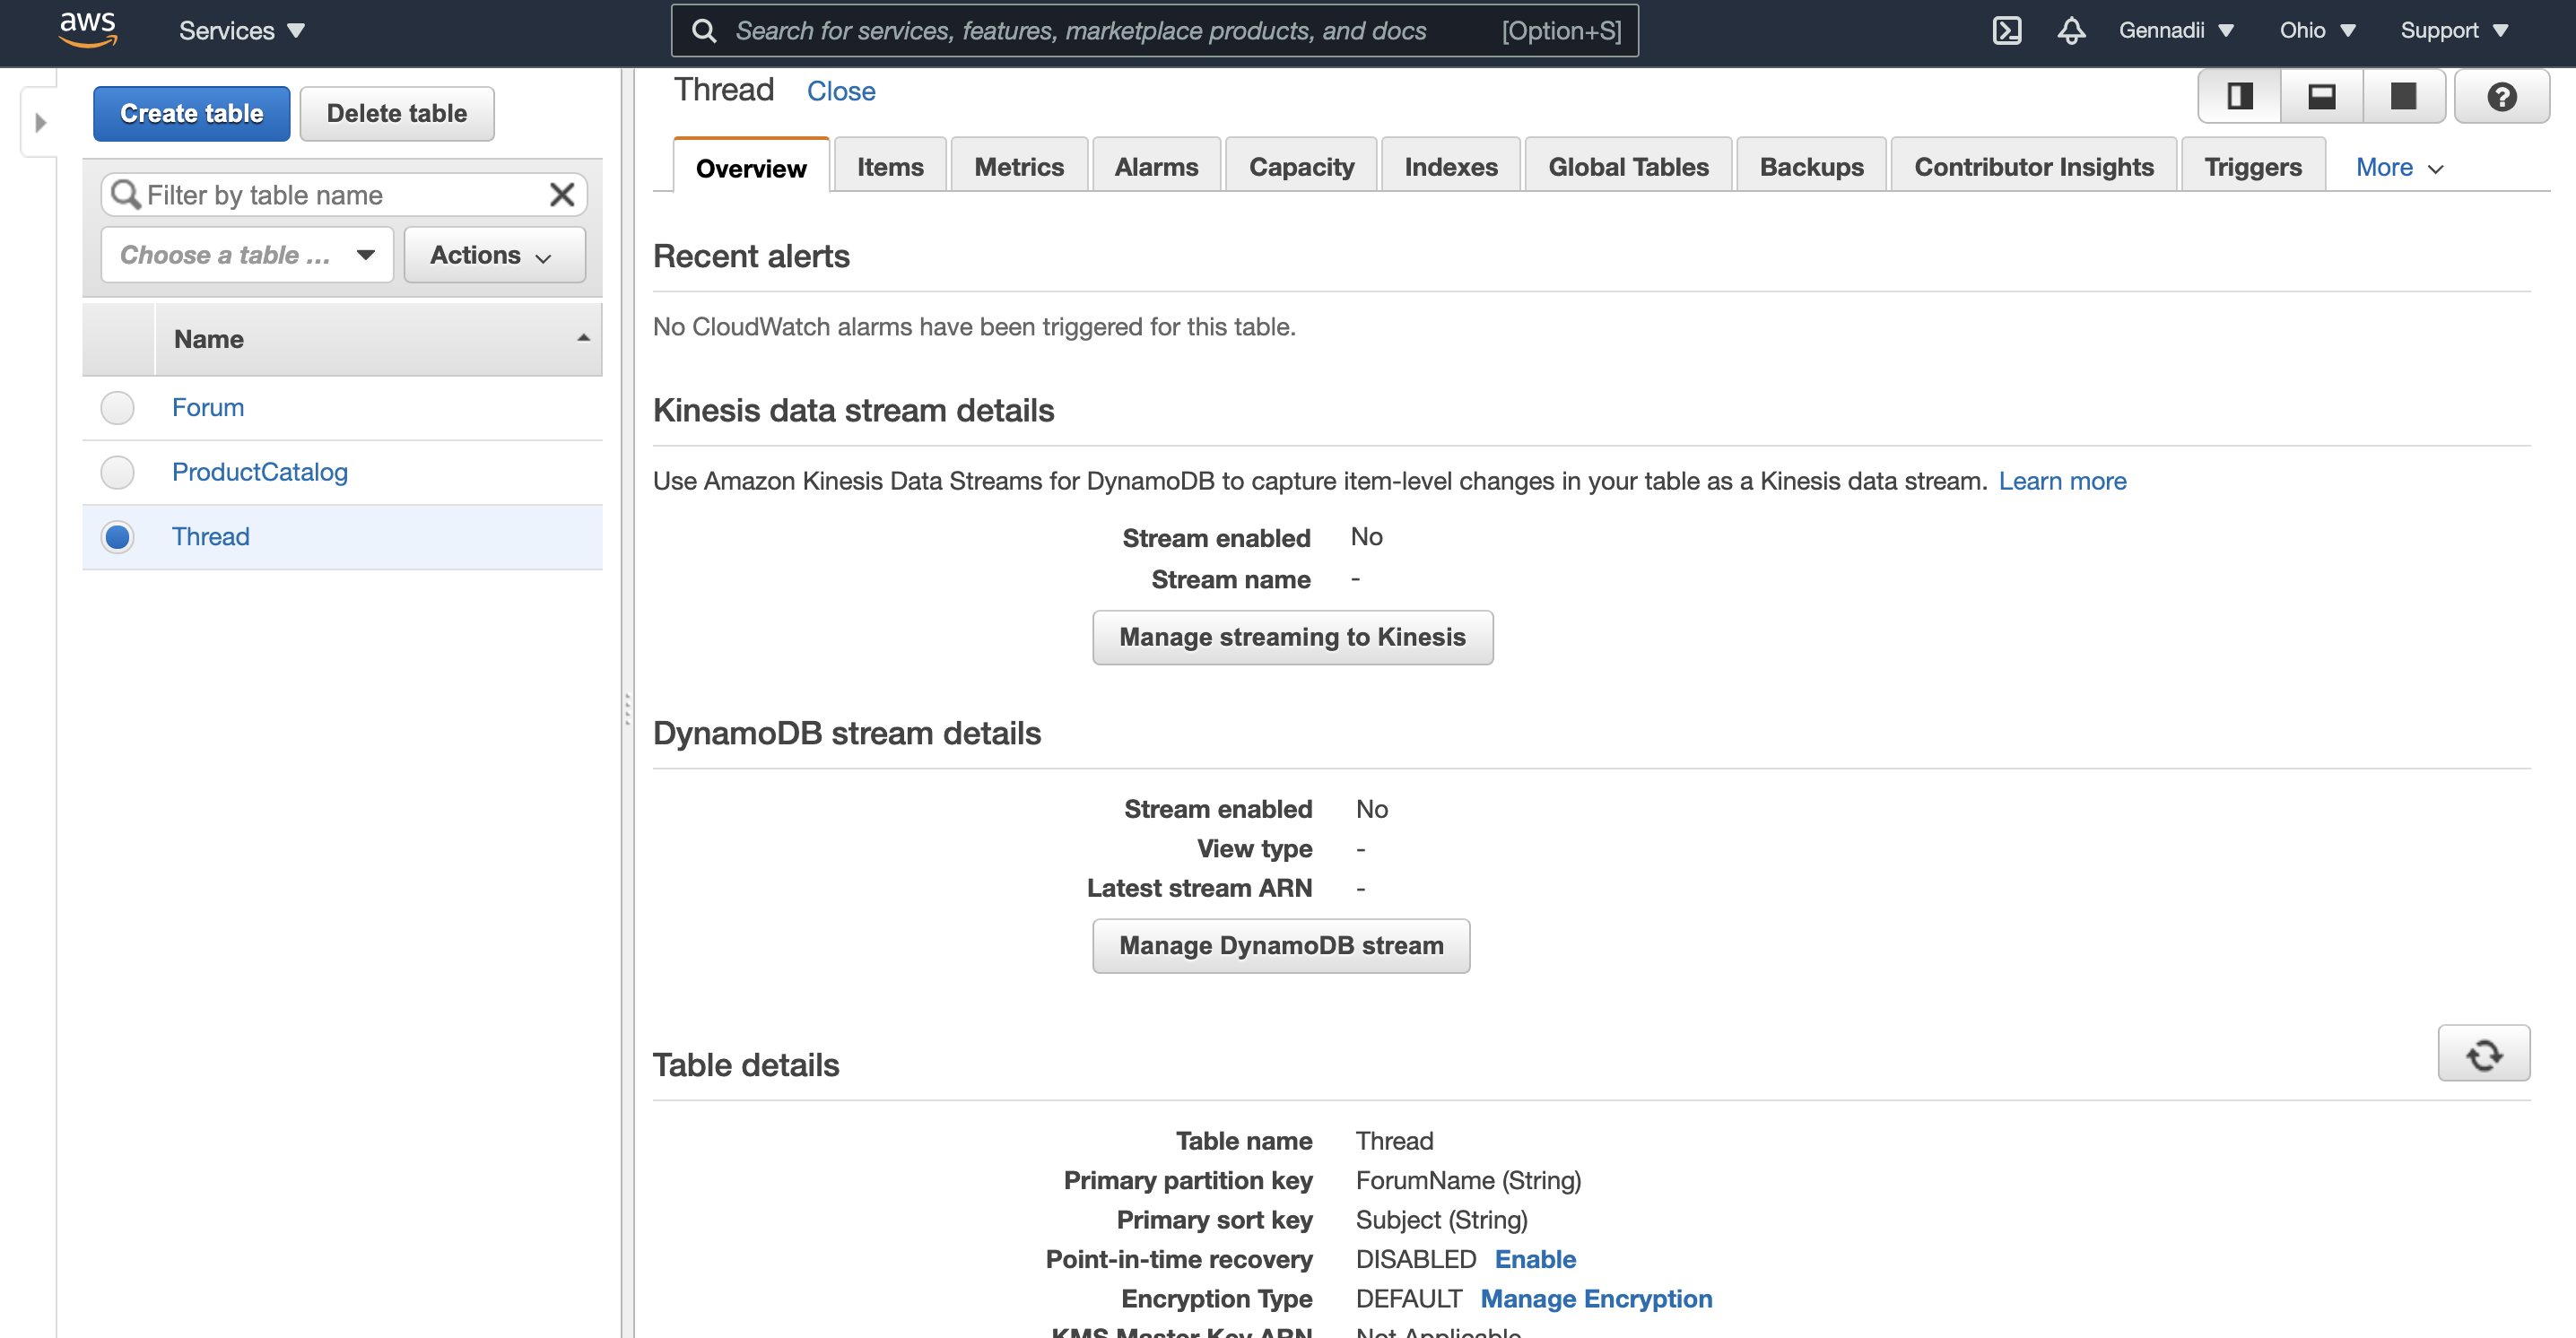 aws Services Search for services, features, marketplace products, and docs [Option+S] Gennadii Ohio Support
Create table Delete table
Filter by table name
Choose a table ... Actions
Name
Forum
ProductCatalog
Thread
Thread Close
Overview Items Metrics Alarms Capacity Indexes Global Tables Backups Contributor Insights Triggers More
Recent alerts
No CloudWatch alarms have been triggered for this table.
Kinesis data stream details
Use Amazon Kinesis Data Streams for DynamoDB to capture item-level changes in your table as a Kinesis data stream. Learn more
Stream enabled No
Stream name -
Manage streaming to Kinesis
DynamoDB stream details
Stream enabled No
View type -
Latest stream ARN -
Manage DynamoDB stream
Table details
Table name Thread
Primary partition key ForumName (String)
Primary sort key Subject (String)
Point-in-time recovery DISABLED Enable
Encryption Type DEFAULT Manage Encryption
KMS Master Key ARN Not Applicable